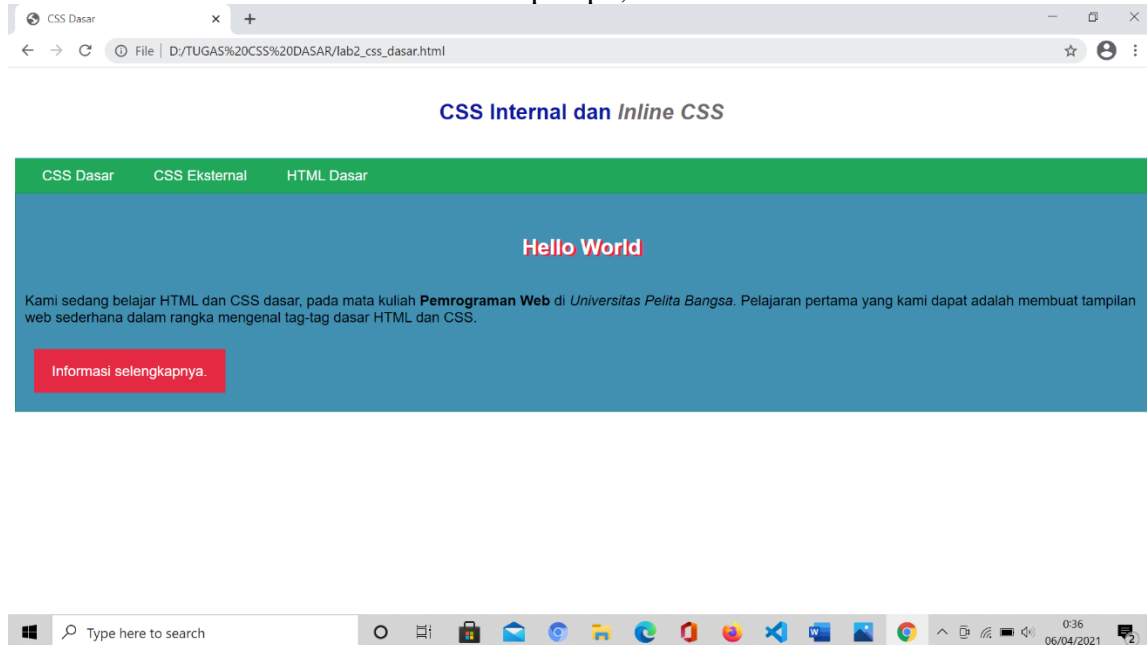 CSS Dasar
File | D:/TUGAS%20CSS%20DASAR/lab2_css_dasar.html
CSS Internal dan Inline CSS
CSS Dasar CSS Eksternal HTML Dasar
Hello World
Kami sedang belajar HTML dan CSS dasar, pada mata kuliah Pemrograman Web di Universitas Pelita Bangsa. Pelajaran pertama yang kami dapat adalah membuat tampilan
web sederhana dalam rangka mengenal tag-tag dasar HTML dan CSS.
Informasi selengkapnya.
Type here to search
0:36
06/04/2021
2